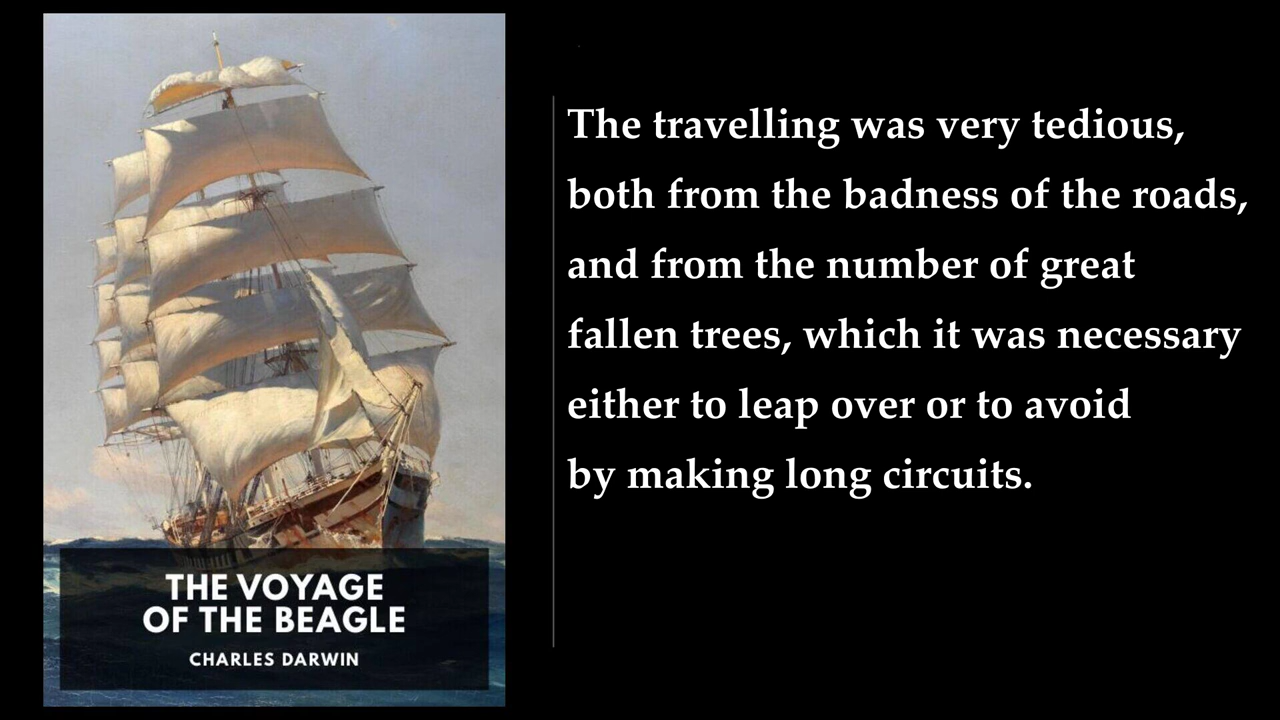 The travelling was very tedious,
both from the badness of the roads,
and from the number of great
fallen trees, which it was necessary
either to leap over or to avoid
by making long circuits.
THE VOYAGE
OF THE BEAGLE
CHARLES DARWIN